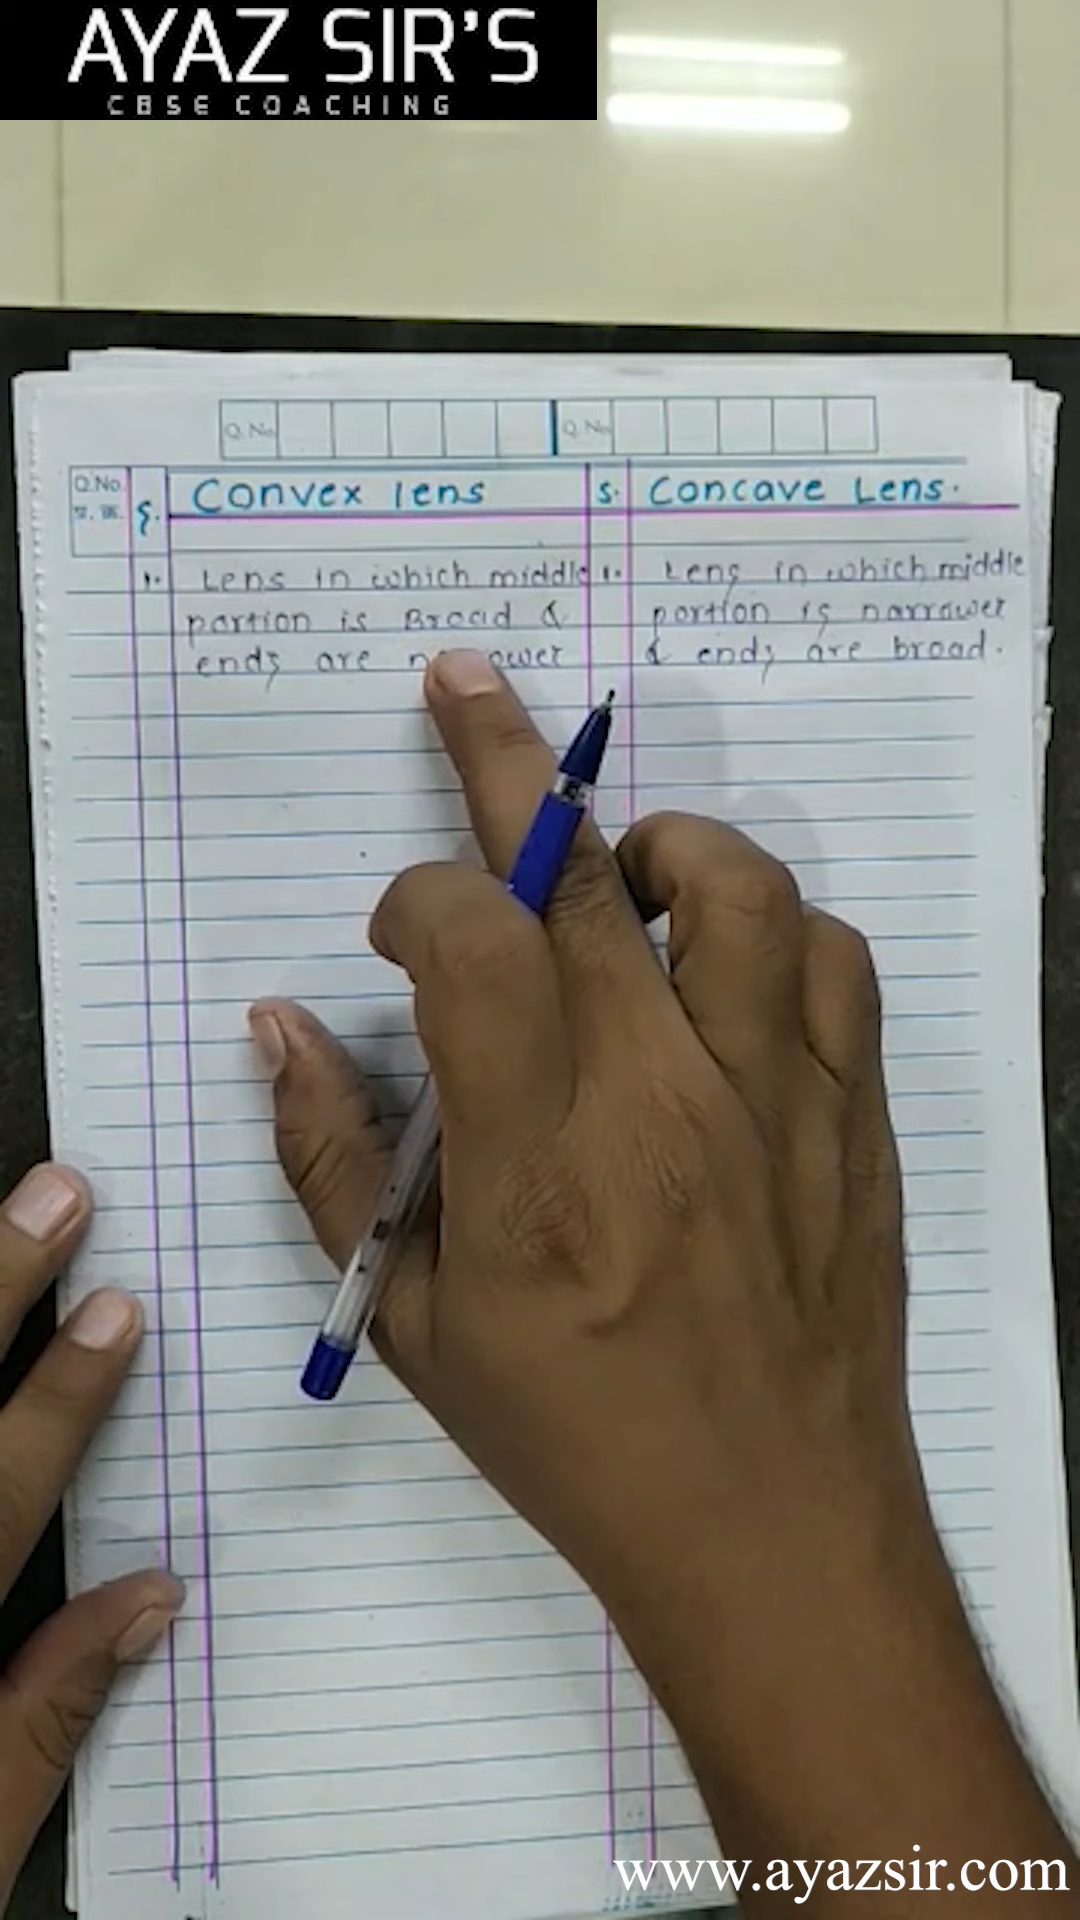 AYAZ SIR'S
CBSE COACHING
Q. No.
Q. No.
Q.No.
प्र. क्र.
S.
Convex lens
S.
Concave Lens.
1.
Lens in which middle
portion is Broad &
ends are
1.
Lens in which middle
portion is narrower
& ends are broad.
www.ayazsir.com